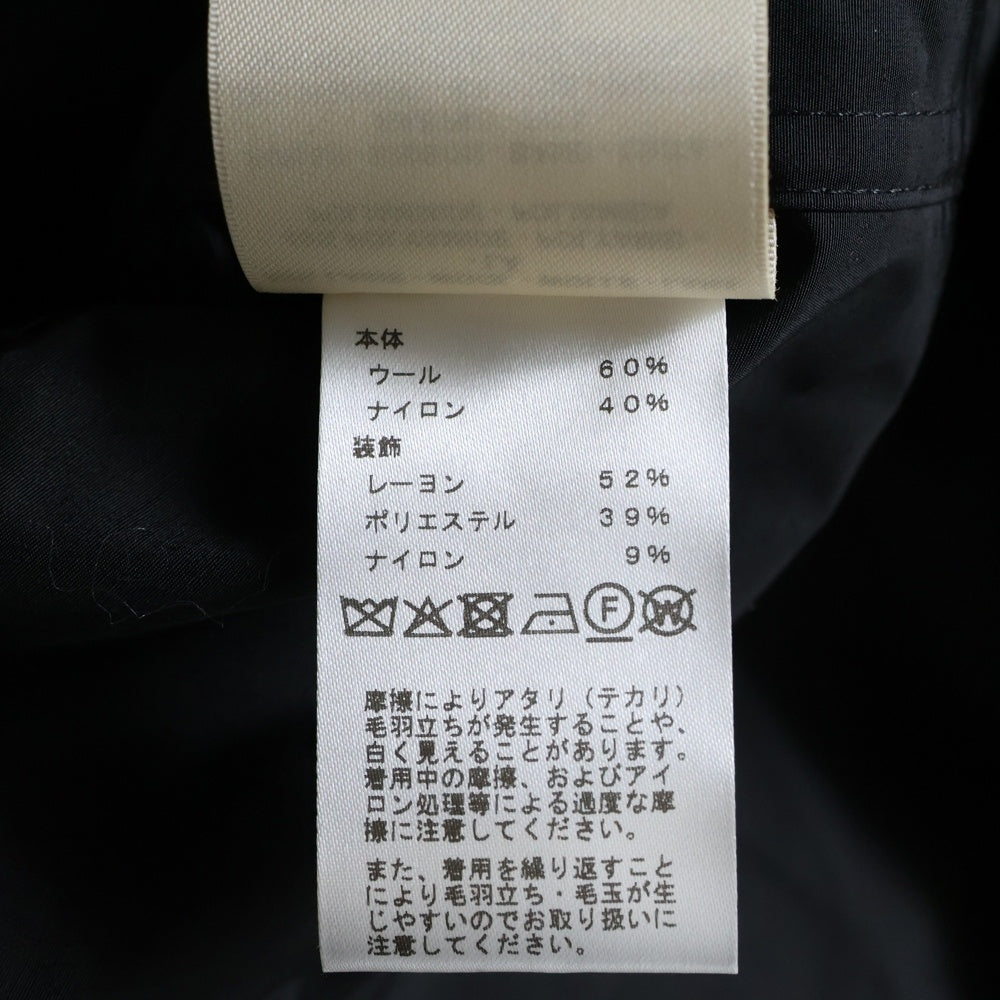 本体
ウール 60%
ナイロン 40%
装飾
レーヨン 52%
ポリエステル 39%
ナイロン 9%
F W
摩擦によりアタリ(テカリ)
毛羽立ちが発生することや、
白く見えることがあります。
着用中の摩擦、およびアイ
ロン処理等による過度な摩
擦に注意してください。
また、着用を繰り返すこと
により毛羽立ち・毛玉が生
じやすいのでお取り扱いに
注意してください。